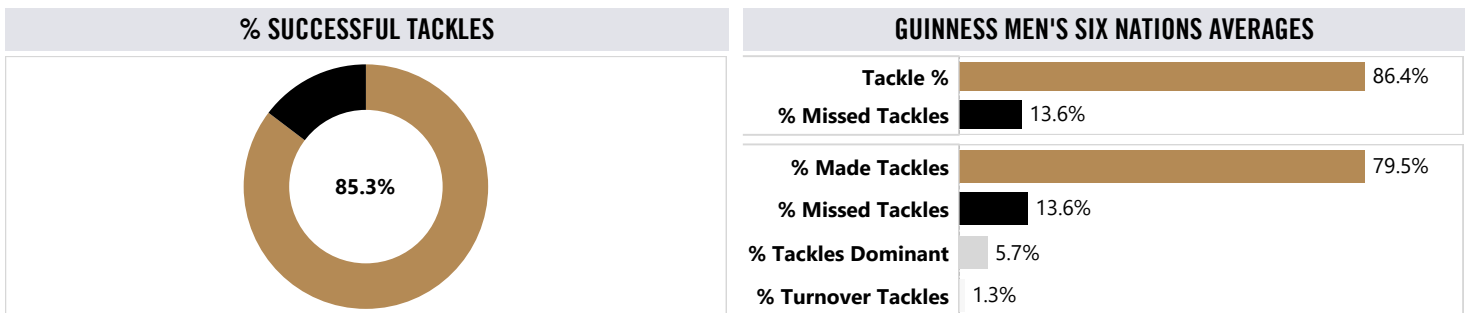 % SUCCESSFUL TACKLES
85.3%
GUINNESS MEN'S SIX NATIONS AVERAGES
Tackle % 86.4%
% Missed Tackles 13.6%
% Made Tackles 79.5%
% Missed Tackles 13.6%
% Tackles Dominant 5.7%
% Turnover Tackles 1.3%